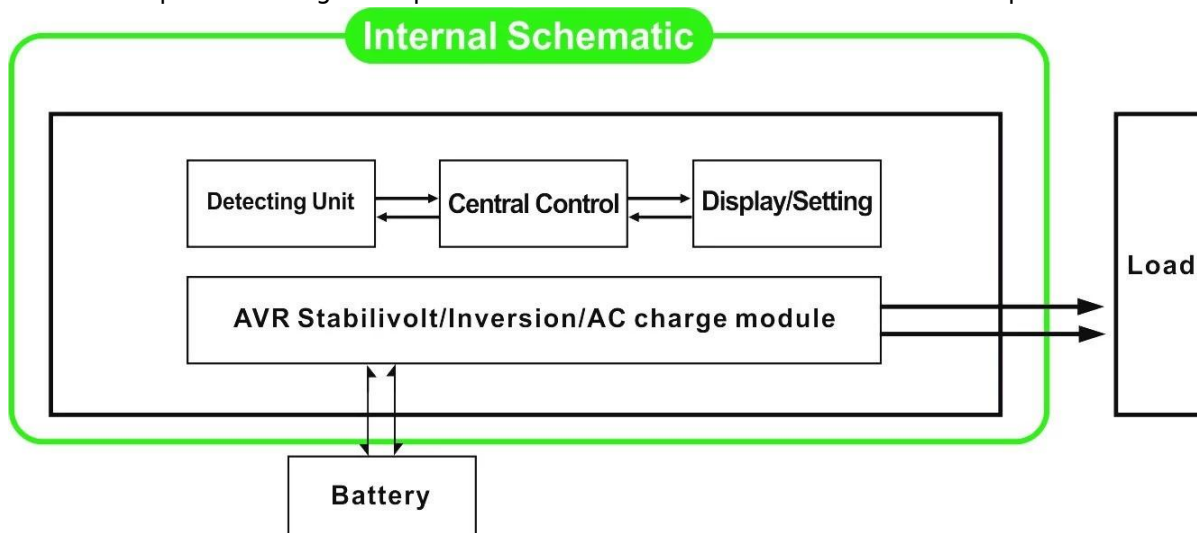 Internal Schematic
Detecting Unit
Central Control
Display/Setting
Load
AVR Stabilivolt/Inversion/AC charge module
Battery